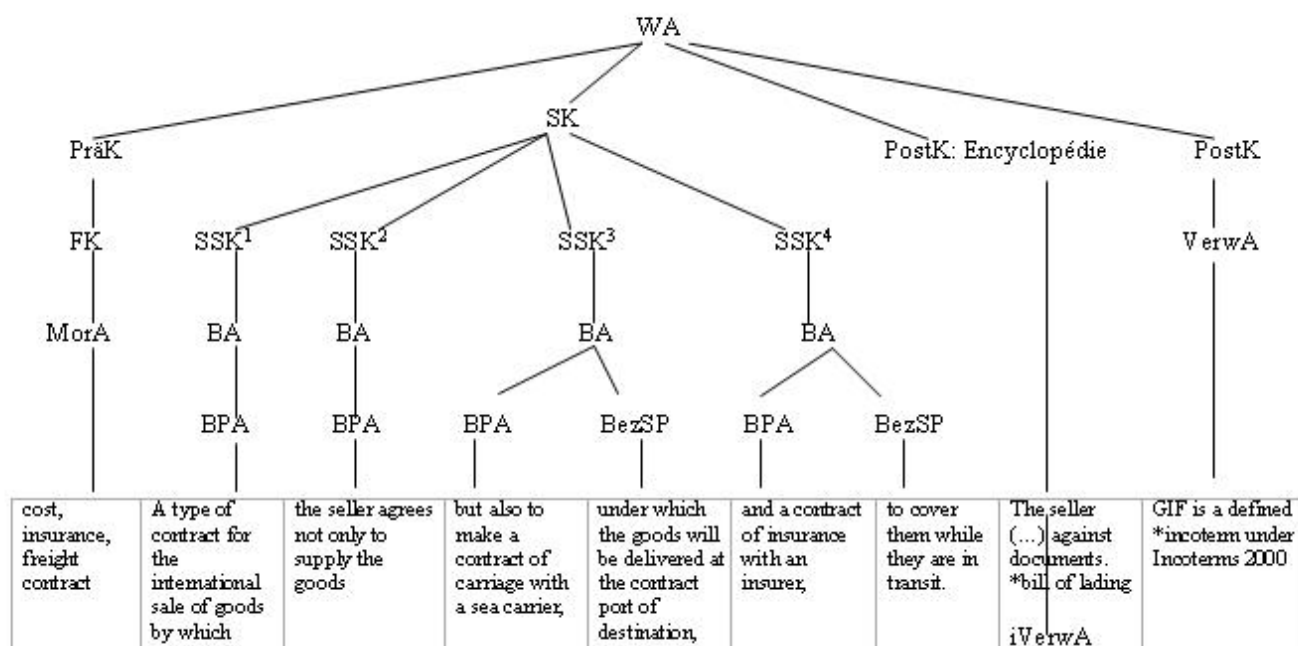 WA
SK
PräK
PostK: Encyclopédie
PostK
FK
SSK¹
SSK²
SSK³
SSK⁴
VerwA
MorA
BA
BA
BA
BA
BPA
BPA
BPA
BezSP
BPA
BezSP
cost,
insurance,
freight
contract
A type of
contract for
the
international
sale of goods
by which
the seller agrees
not only to
supply the
goods
but also to
make a
contract of
carriage with
a sea carrier,
under which
the goods will
be delivered at
the contract
port of
destination,
and a contract
of insurance
with an
insurer,
to cover
them while
they are in
transit.
The seller
(...) against
documents.
*bill of lading
iVerwA
GIF is a defined
*incoterm under
Incoterms 2000